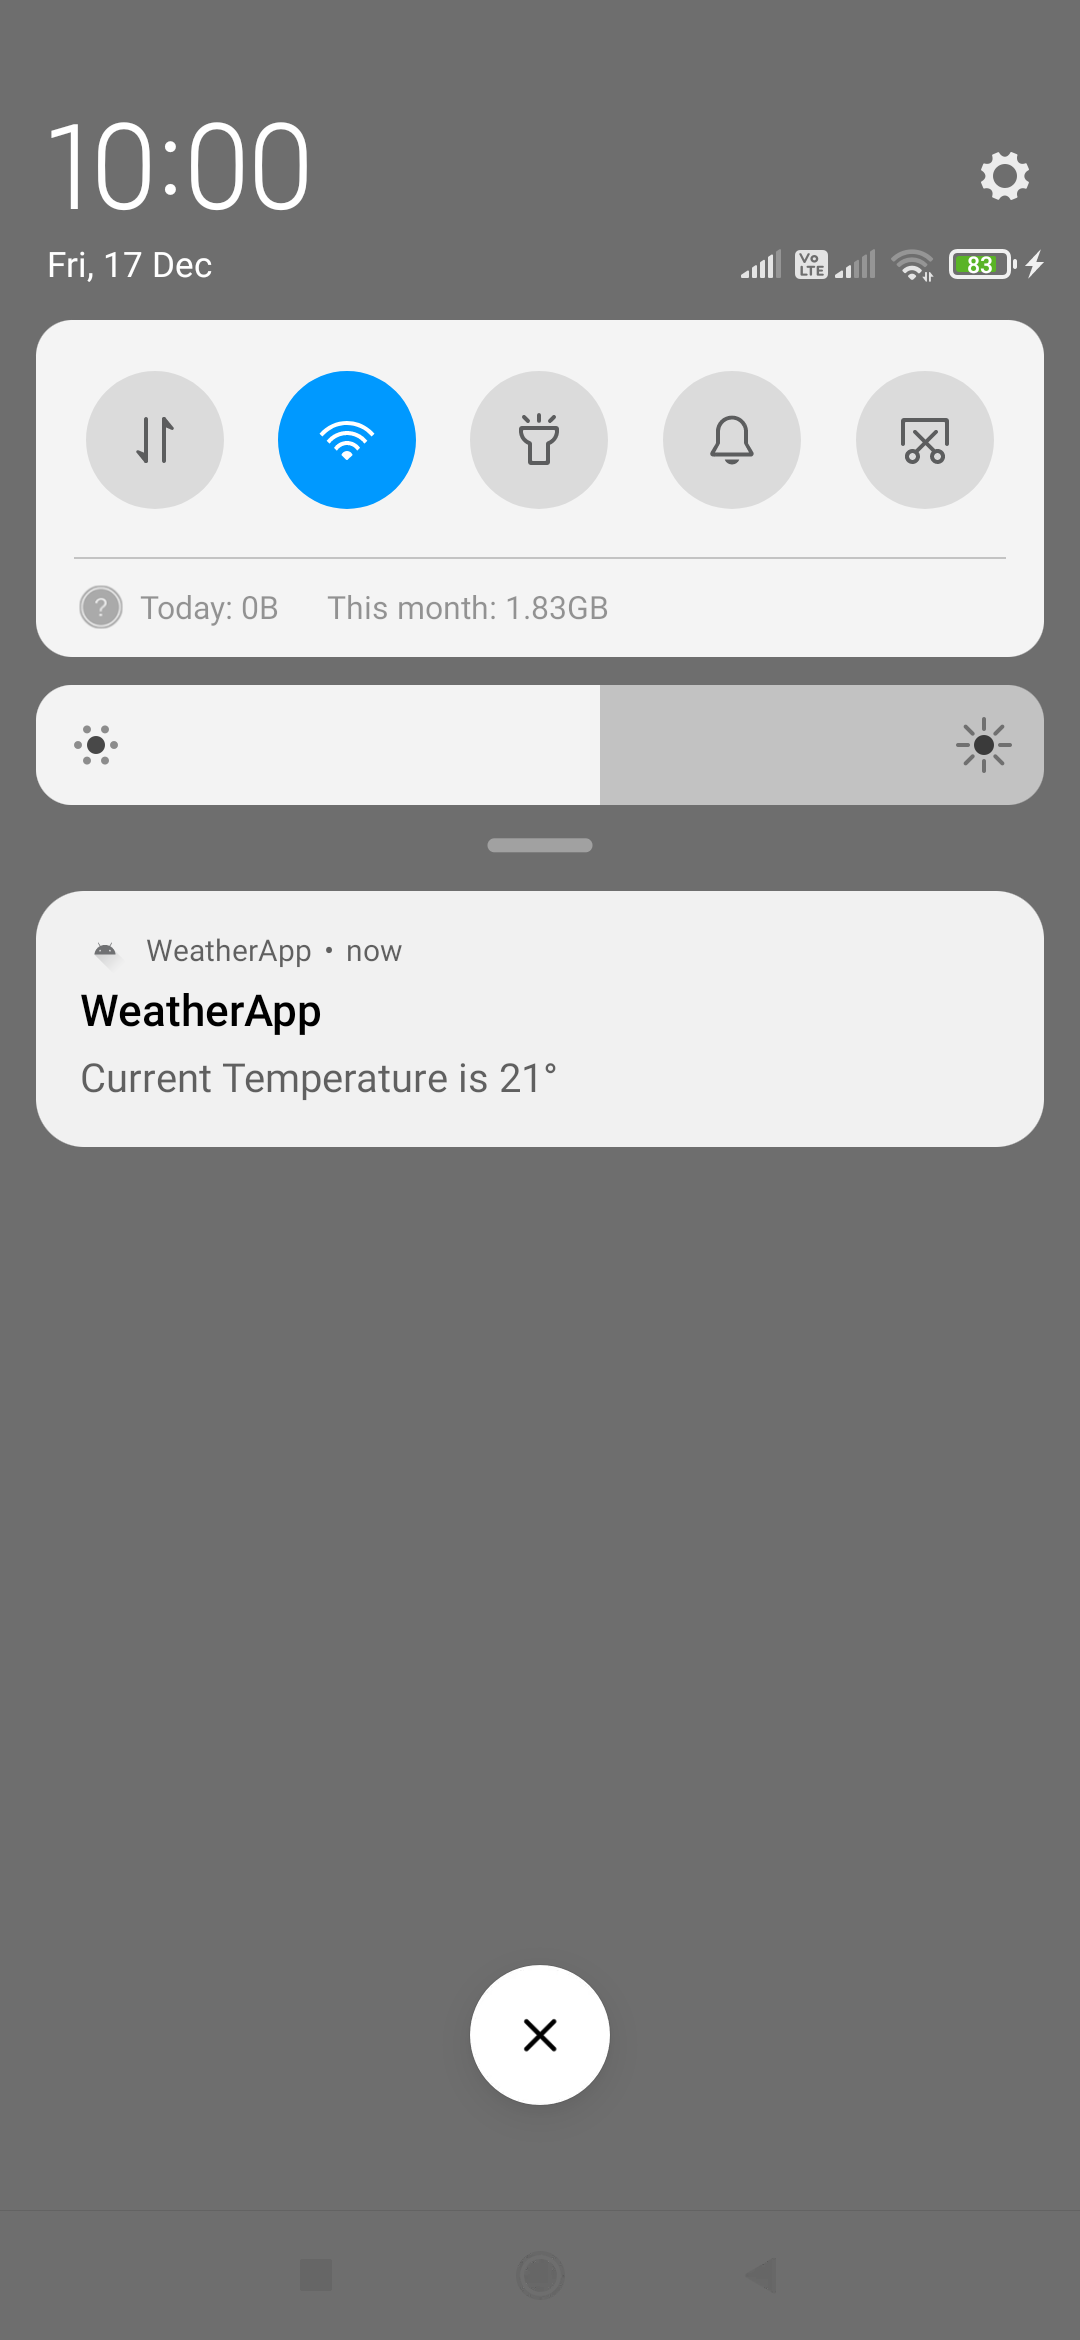 10:00
Fri, 17 Dec
Vo LTE 83
? Today: 0B This month: 1.83GB
WeatherApp • now
WeatherApp
Current Temperature is 21°